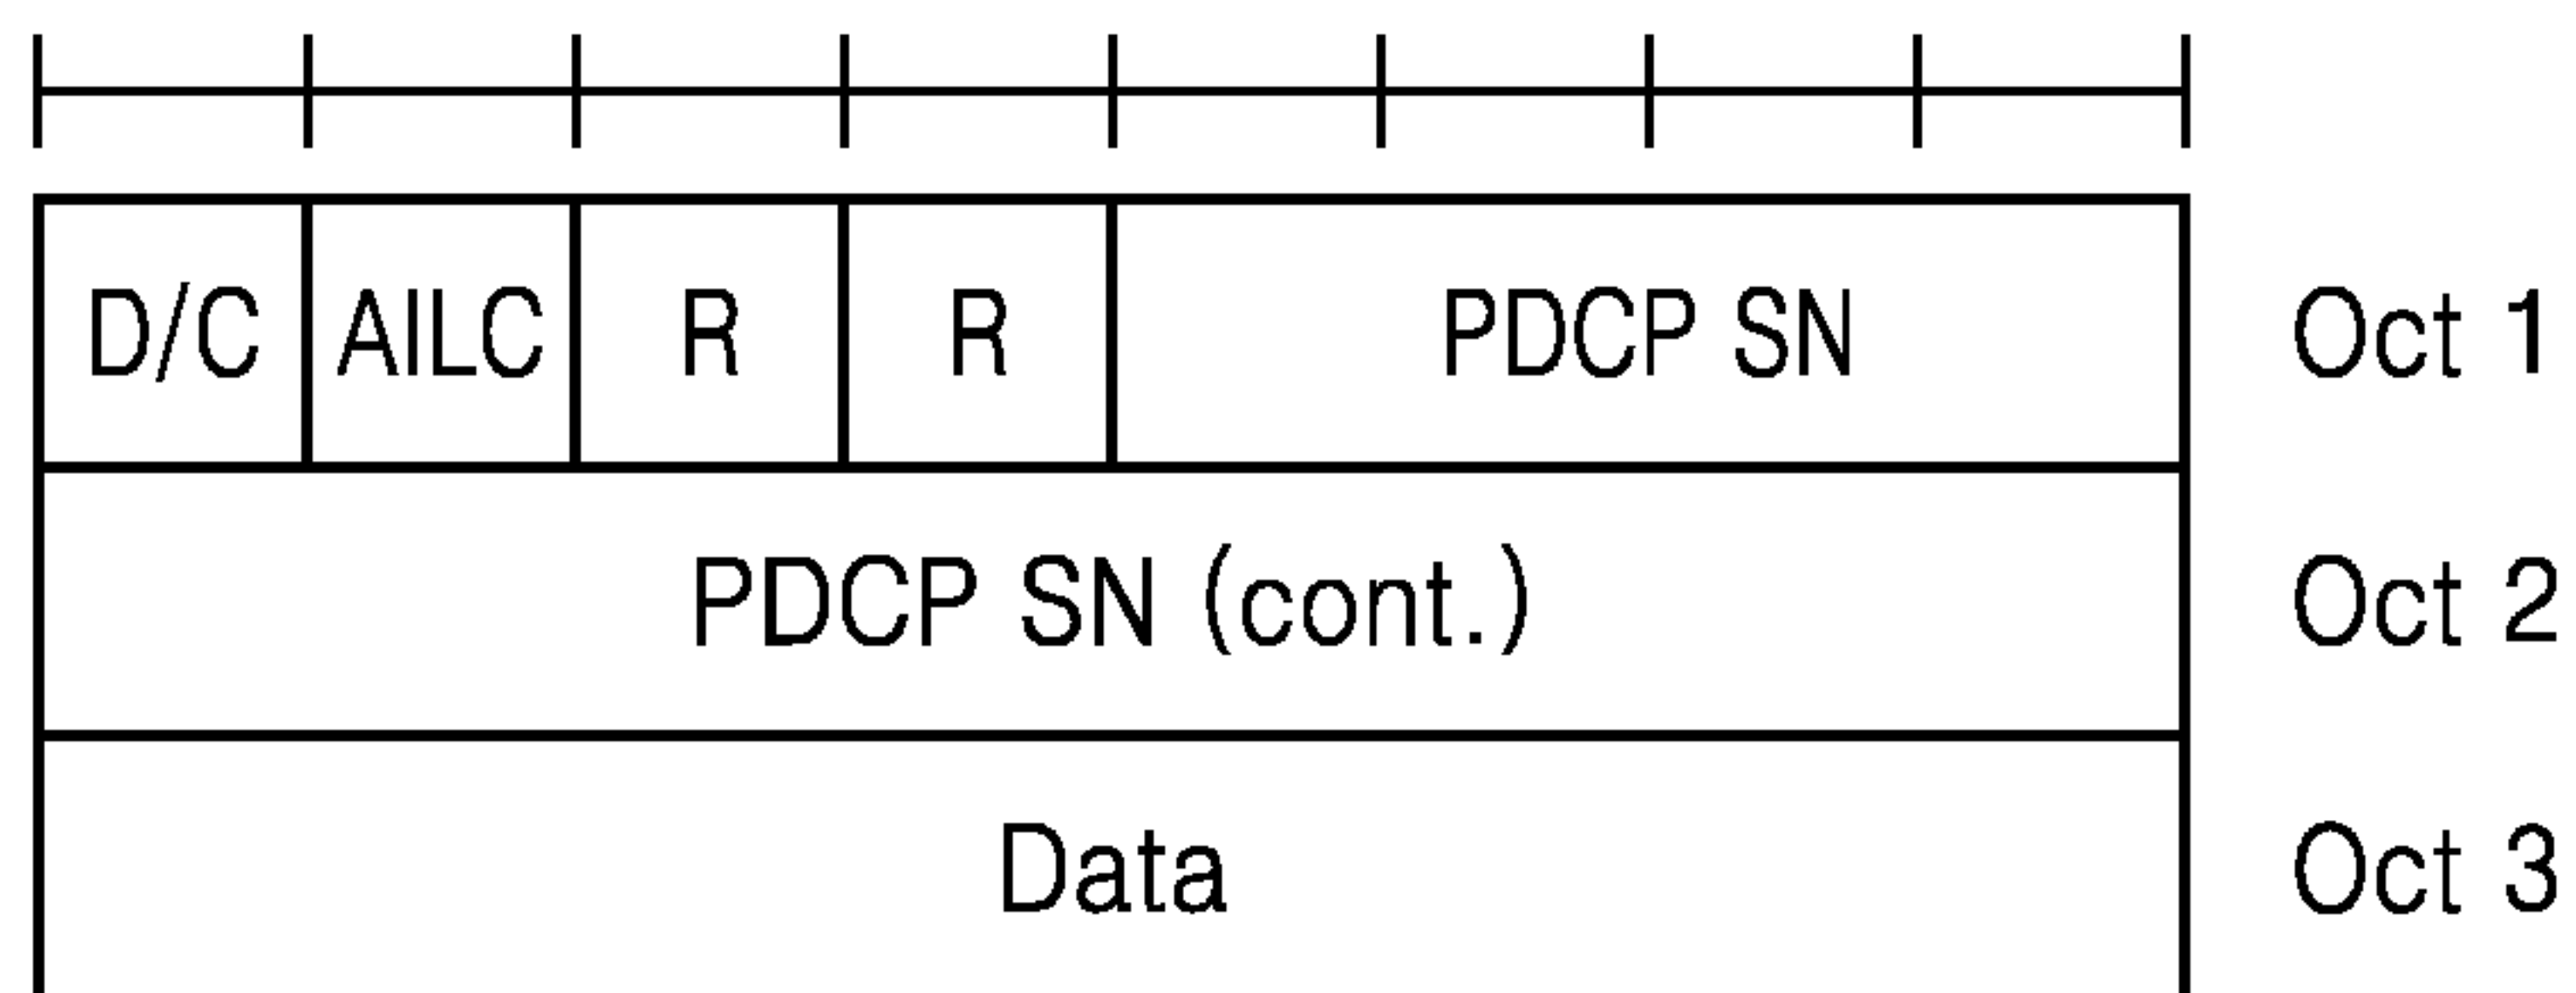 D/C AILC R R PDCP SN Oct 1
PDCP SN (cont.) Oct 2
Data Oct 3